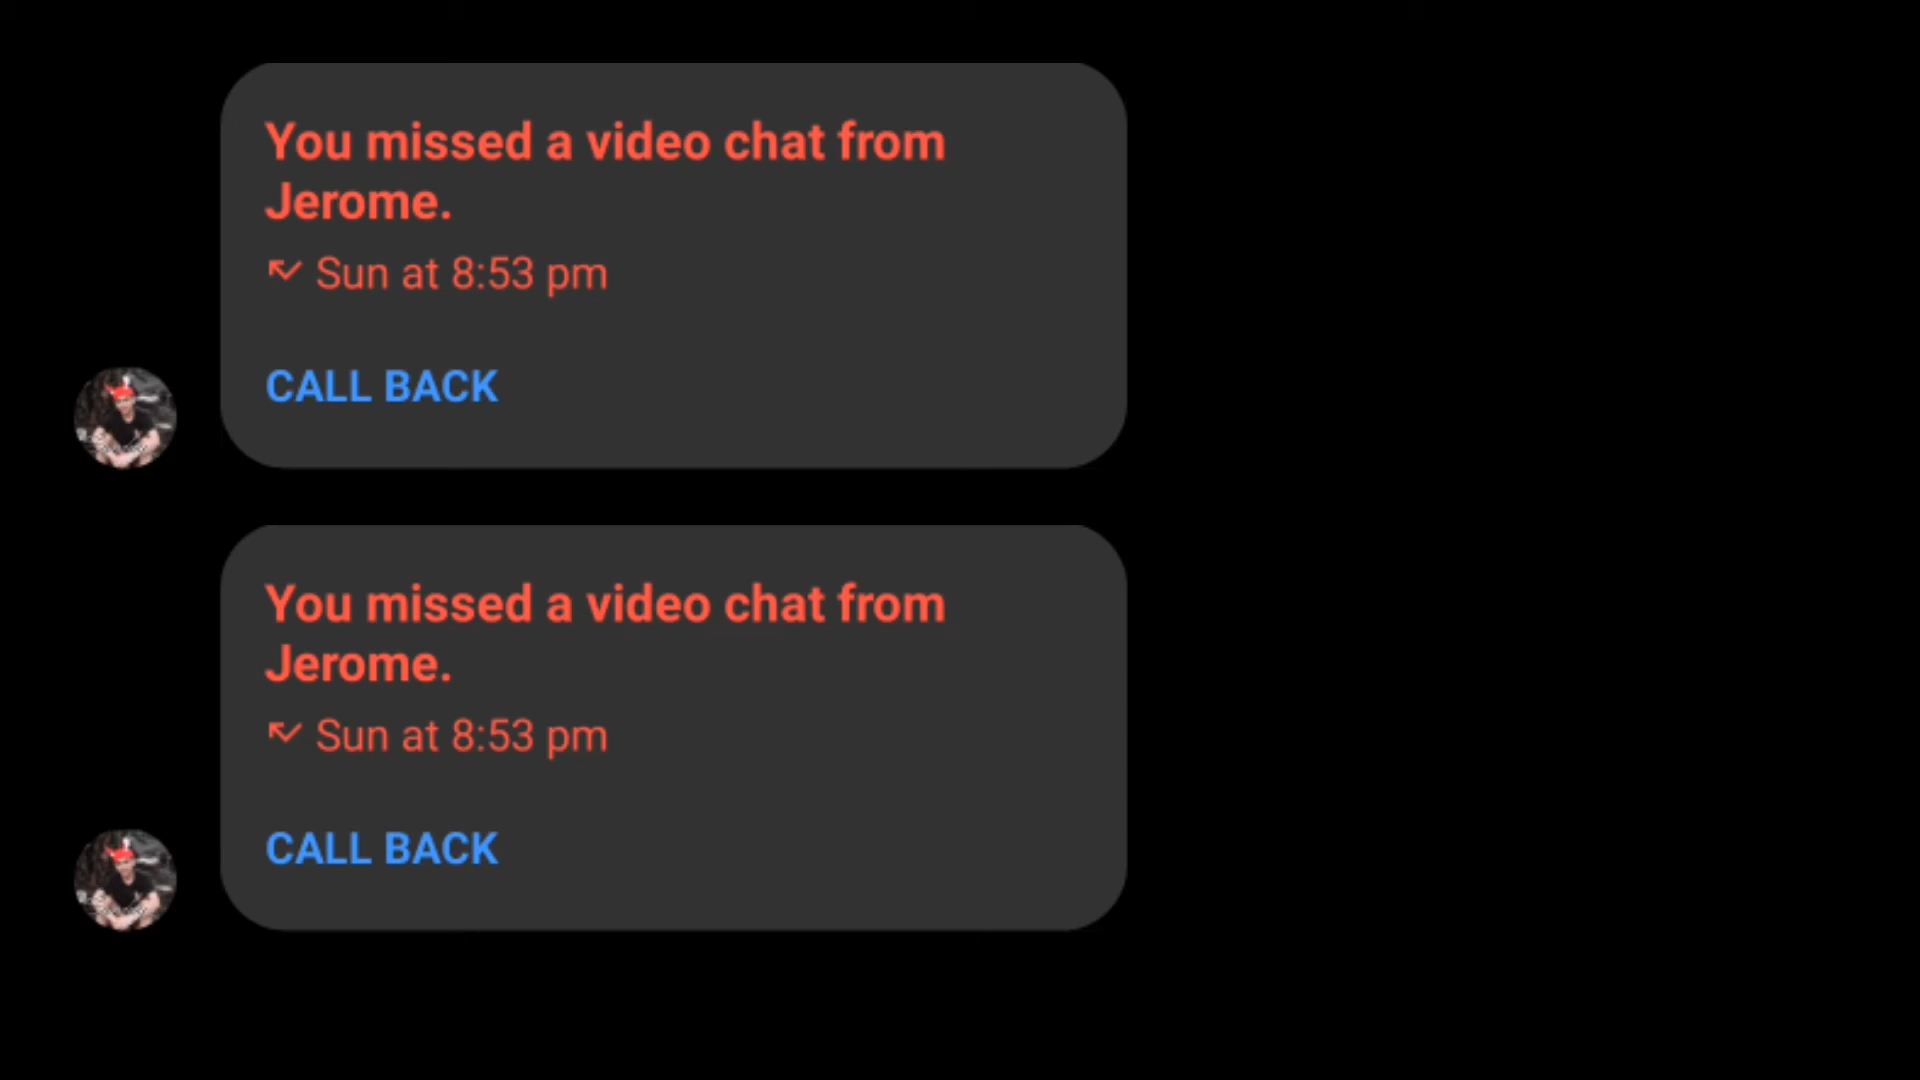 You missed a video chat from
Jerome.
Sun at 8:53 pm
CALL BACK
You missed a video chat from
Jerome.
Sun at 8:53 pm
CALL BACK